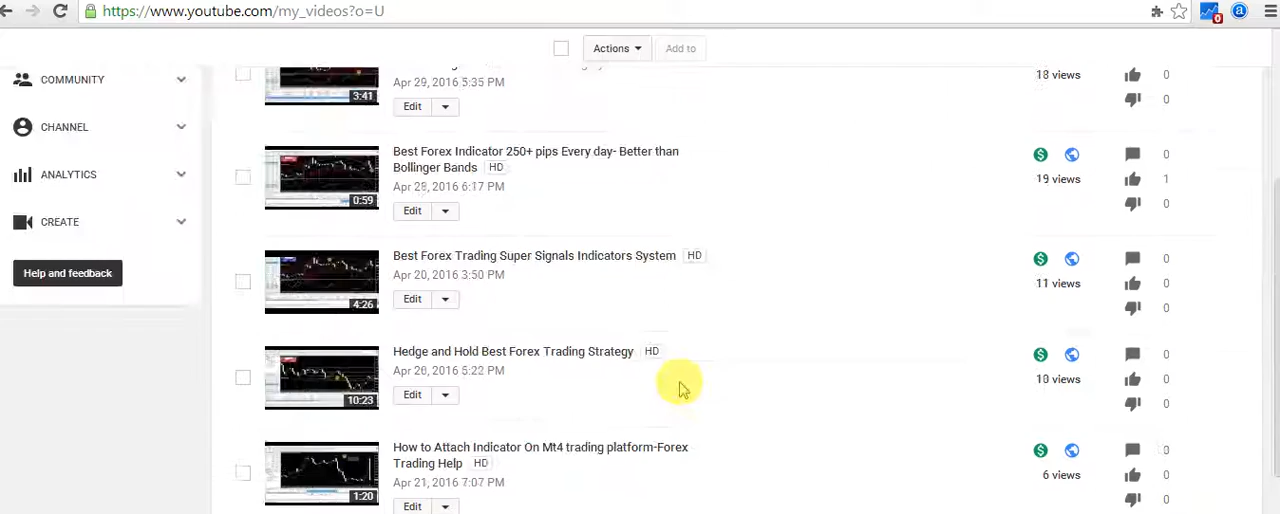 https://www.youtube.com/my_videos?o=U
0
a
Actions
Add to
COMMUNITY
CHANNEL
ANALYTICS
CREATE
Help and feedback
3:41
Apr 29, 2016 5:35 PM
Edit
18 views
0
0
0:59
Best Forex Indicator 250+ pips Every day- Better than
Bollinger Bands HD
Apr 28, 2016 6:17 PM
Edit
19 views
0
1
0
4:26
Best Forex Trading Super Signals Indicators System HD
Apr 20, 2016 3:50 PM
Edit
11 views
0
0
0
10:23
Hedge and Hold Best Forex Trading Strategy HD
Apr 20, 2016 5:22 PM
Edit
10 views
0
0
0
1:20
How to Attach Indicator On Mt4 trading platform-Forex
Trading Help HD
Apr 21, 2016 7:07 PM
Edit
6 views
0
0
0